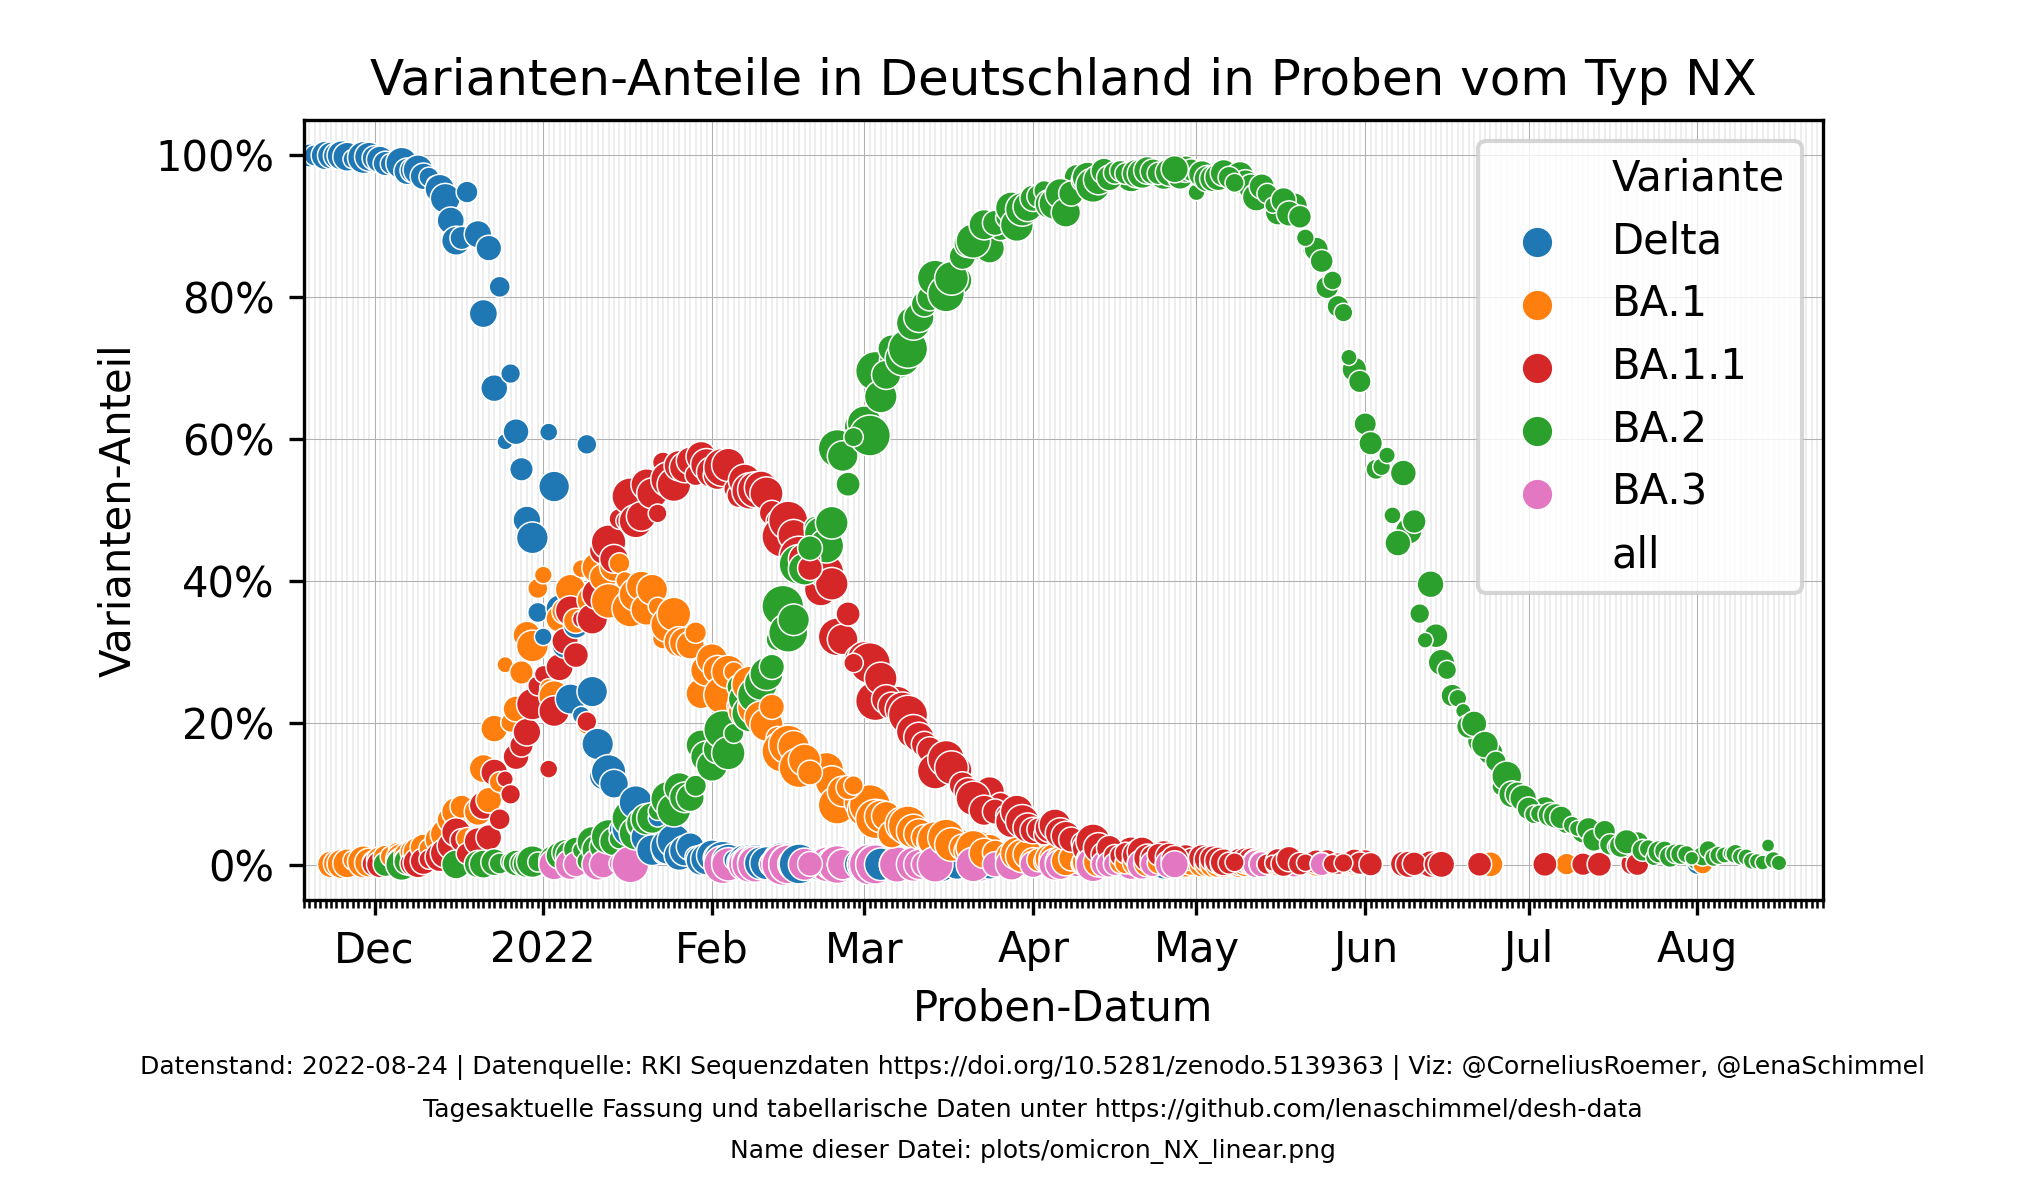 Varianten-Anteile in Deutschland in Proben vom Typ NX
100%
80%
60%
40%
20%
0%
Varianten-Anteil
Variante
Delta
BA.1
BA.1.1
BA.2
BA.3
all
Dec 2022 Feb Mar Apr May Jun Jul Aug
Proben-Datum
Datenstand: 2022-08-24 | Datenquelle: RKI Sequenzdaten https://doi.org/10.5281/zenodo.5139363 | Viz: @CorneliusRoemer, @LenaSchimmel
Tagesaktuelle Fassung und tabellarische Daten unter https://github.com/lenaschimmel/desh-data
Name dieser Datei: plots/omicron_NX_linear.png